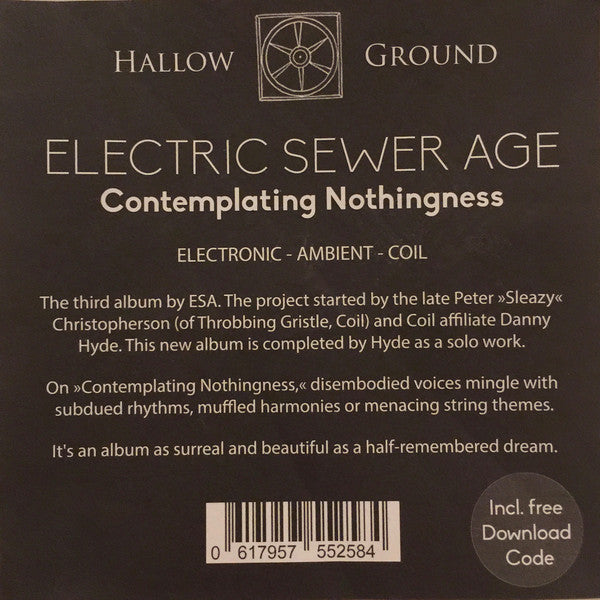 HALLOW GROUND
ELECTRIC SEWER AGE
Contemplating Nothingness
ELECTRONIC - AMBIENT - COIL
The third album by ESA. The project started by the late Peter »Sleazy«
Christopherson (of Throbbing Gristle, Coil) and Coil affiliate Danny
Hyde. This new album is completed by Hyde as a solo work.
On »Contemplating Nothingness,« disembodied voices mingle with
subdued rhythms, muffled harmonies or menacing string themes.
It's an album as surreal and beautiful as a half-remembered dream.
0 617957 552584
Incl. free
Download
Code